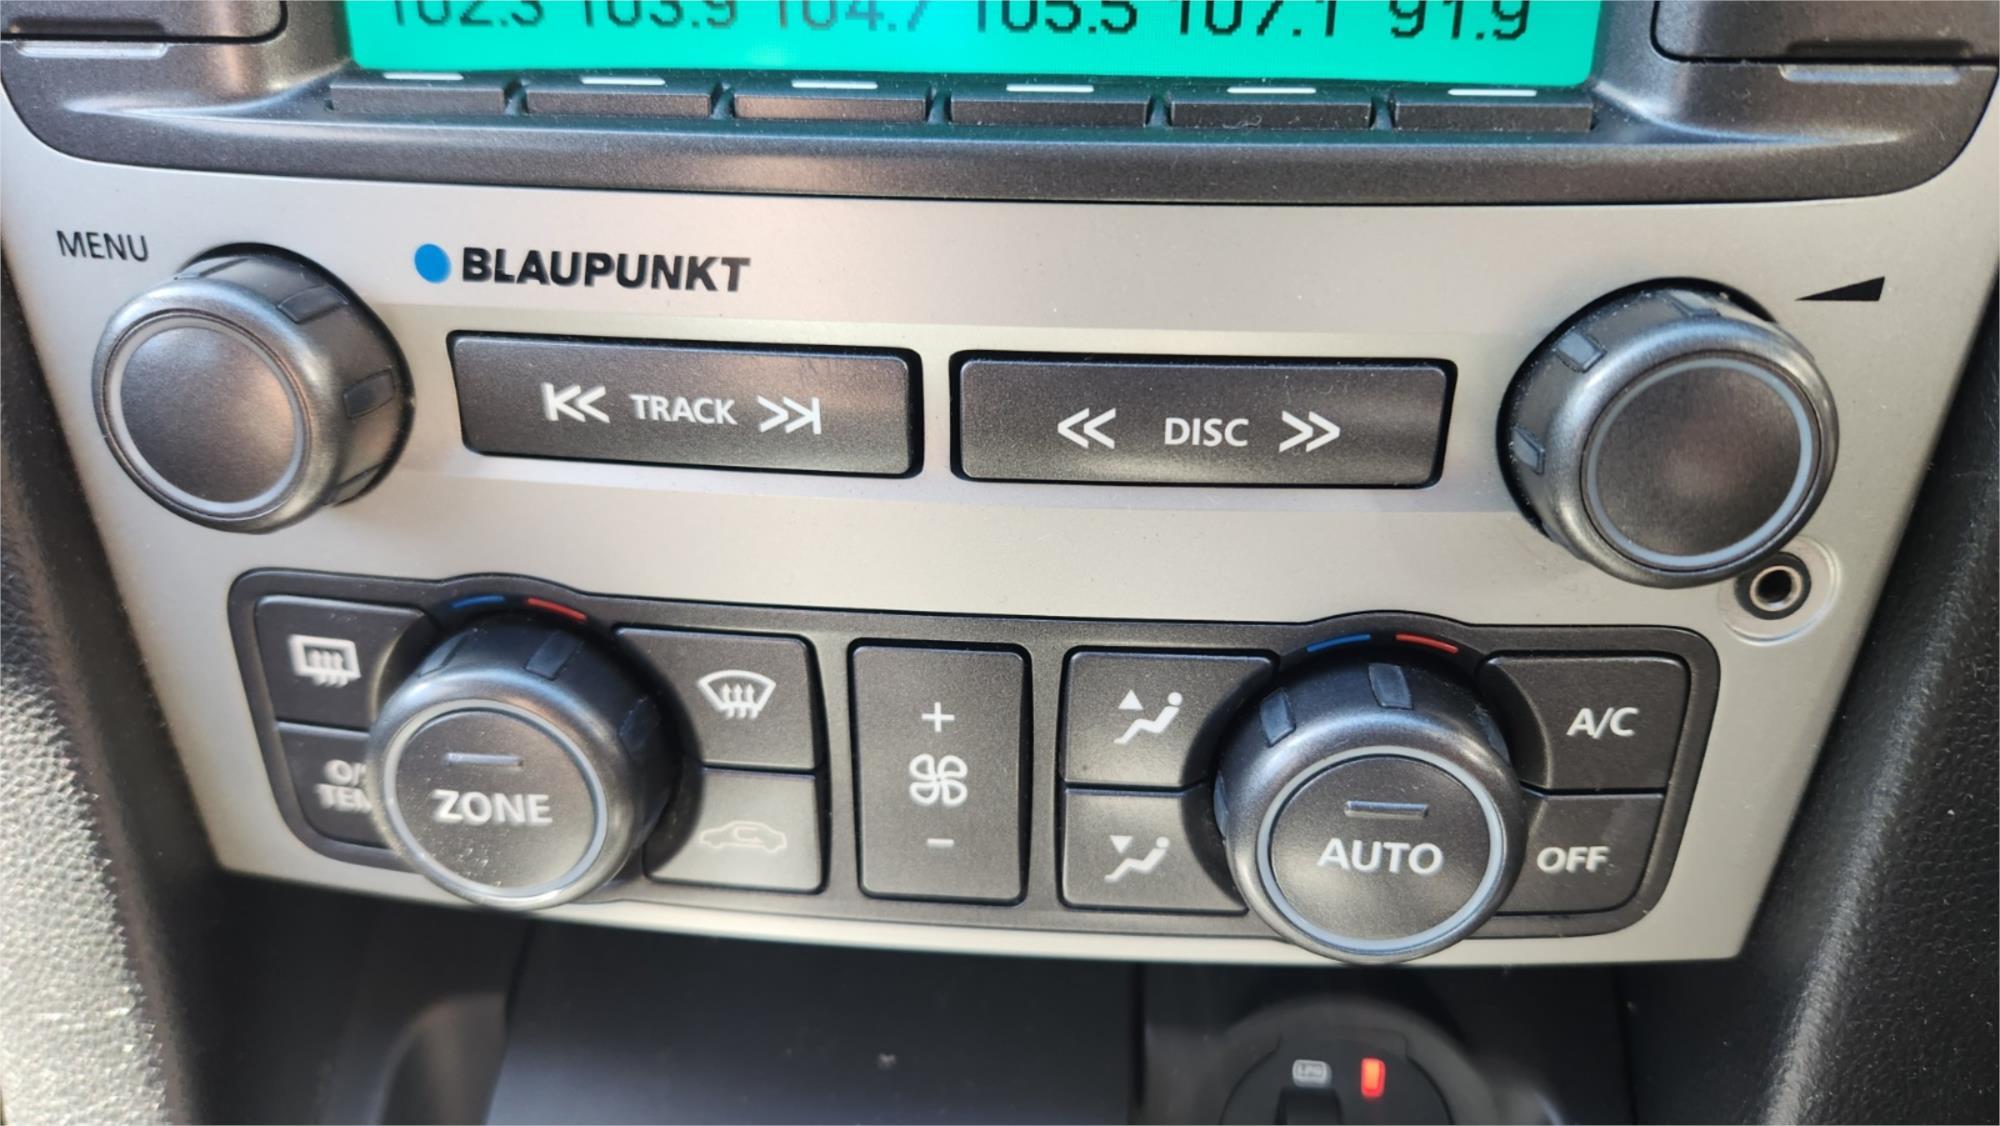 102.3 103.9 104.7 105.5 107.1 91.9
MENU
BLAUPUNKT
TRACK
DISC
ZONE
A/C
AUTO
OFF
LPG